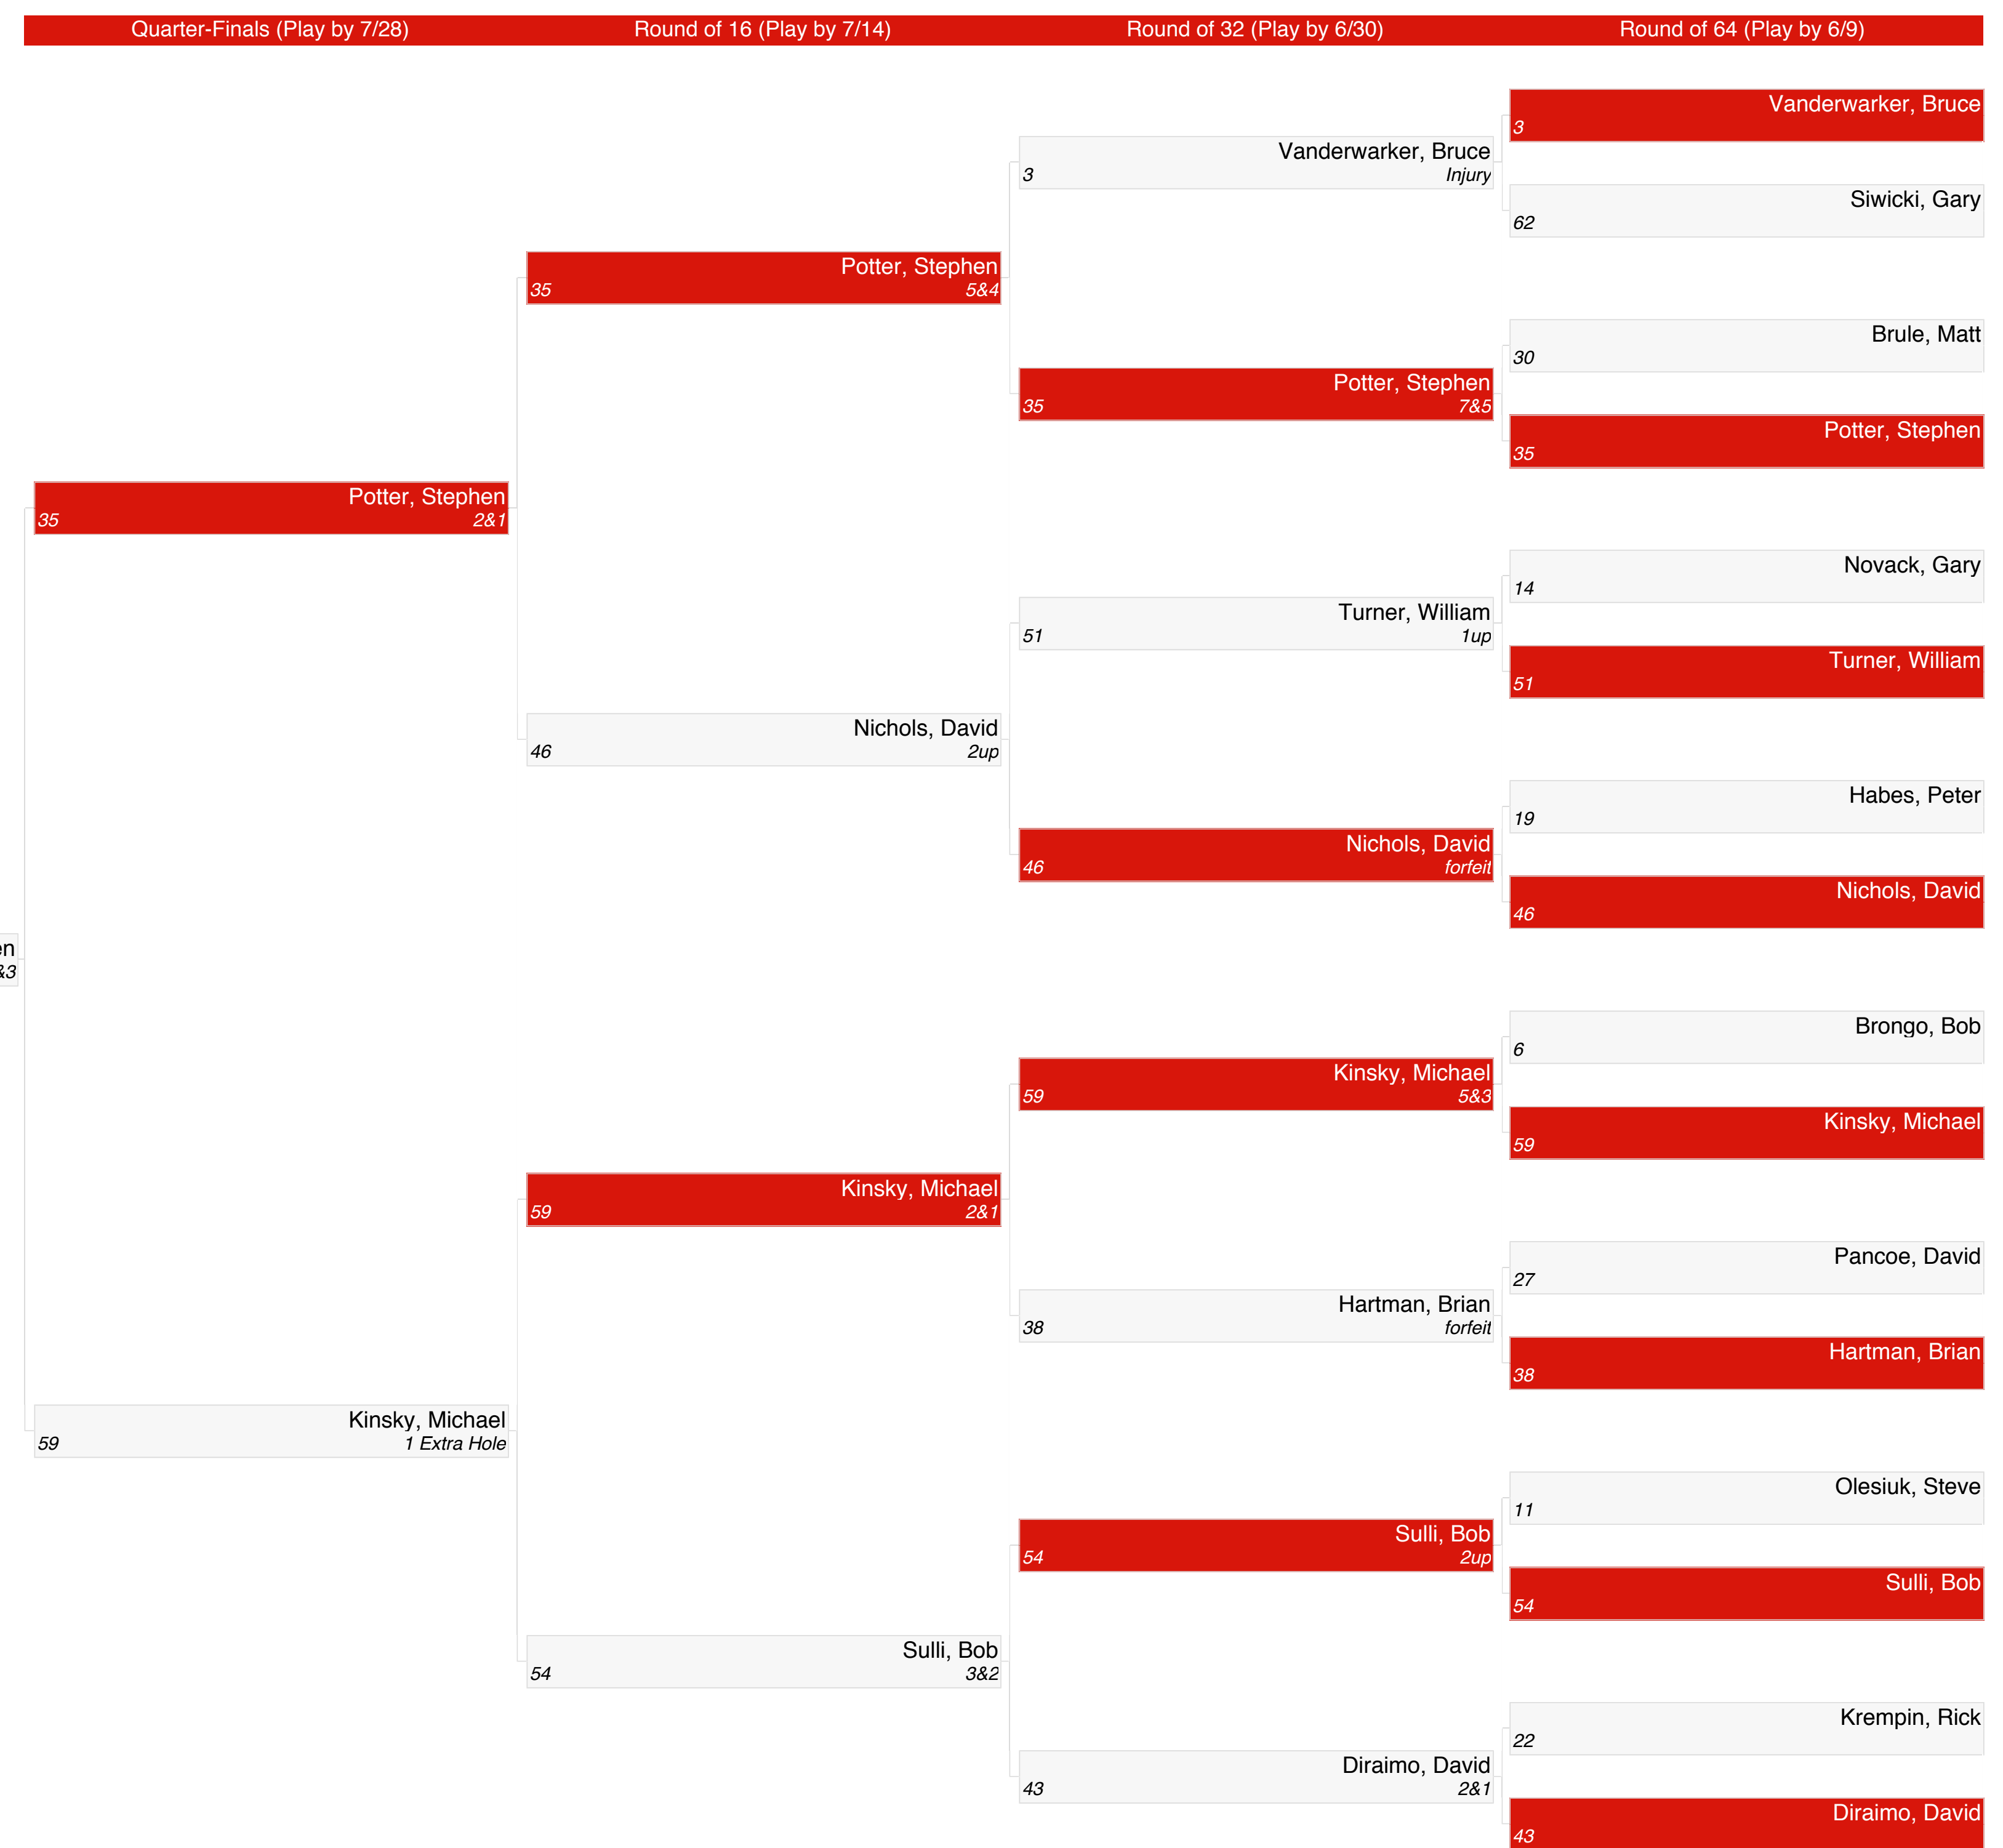 Quarter-Finals (Play by 7/28)
Round of 16 (Play by 7/14)
Round of 32 (Play by 6/30)
Round of 64 (Play by 6/9)
Vanderwarker, Bruce
3
Siwicki, Gary
62
Brule, Matt
30
Potter, Stephen
35
Novack, Gary
14
Turner, William
51
Habes, Peter
19
Nichols, David
46
Brongo, Bob
6
Kinsky, Michael
59
Pancoe, David
27
Hartman, Brian
38
Olesiuk, Steve
11
Sulli, Bob
54
Krempin, Rick
22
Diraimo, David
43
Vanderwarker, Bruce
3 Injury
Potter, Stephen
35 7&5
Turner, William
51 1up
Nichols, David
46 forfeit
Kinsky, Michael
59 5&3
Hartman, Brian
38 forfeit
Sulli, Bob
54 2up
Diraimo, David
43 2&1
Potter, Stephen
35 5&4
Nichols, David
46 2up
Kinsky, Michael
59 2&1
Sulli, Bob
54 3&2
Potter, Stephen
35 2&1
Kinsky, Michael
59 1 Extra Hole
en
&3